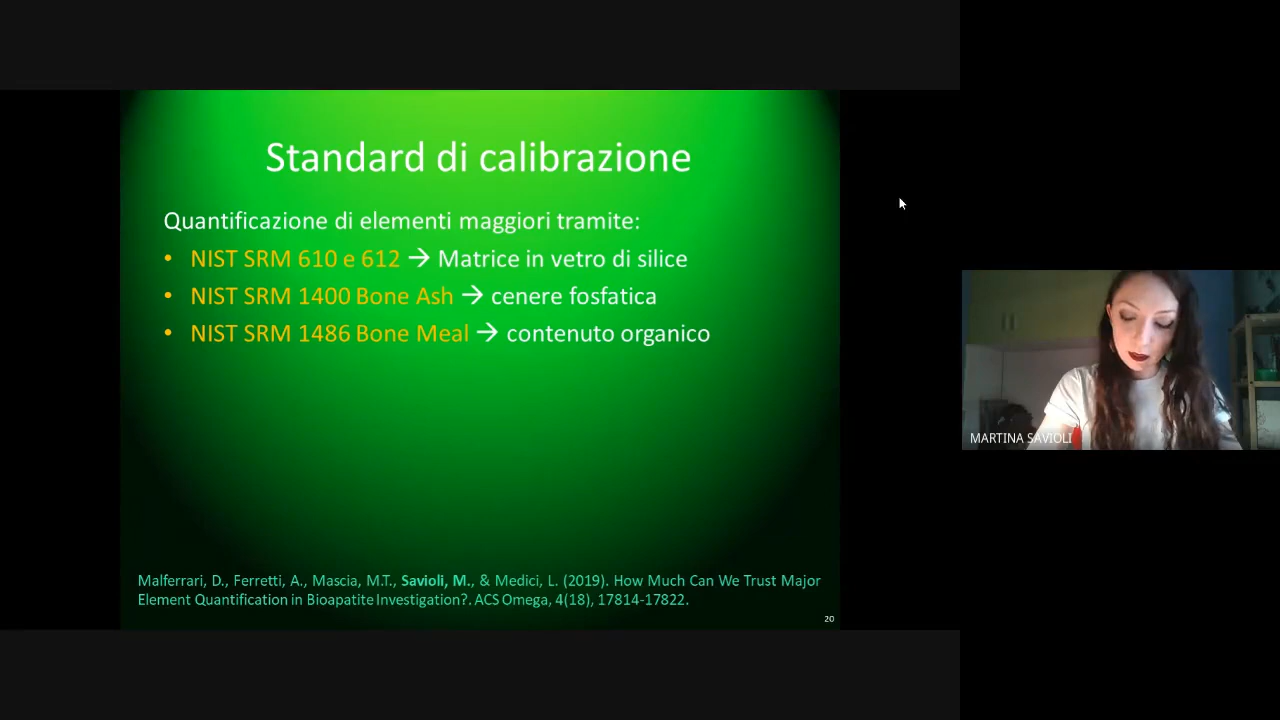 Standard di calibrazione
Quantificazione di elementi maggiori tramite:
• NIST SRM 610 e 612 → Matrice in vetro di silice
• NIST SRM 1400 Bone Ash → cenere fosfatica
• NIST SRM 1486 Bone Meal → contenuto organico
Malferrari, D., Ferretti, A., Mascia, M.T., Savioli, M., & Medici, L. (2019). How Much Can We Trust Major
Element Quantification in Bioapatite Investigation?. ACS Omega, 4(18), 17814-17822.
20
MARTINA SAVIOLI